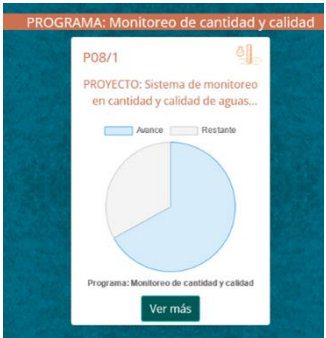 PROGRAMA: Monitoreo de cantidad y calidad
P08/1
PROYECTO: Sistema de monitoreo
en cantidad y calidad de aguas...
Avance Restante
Programa: Monitoreo de cantidad y calidad
Ver más